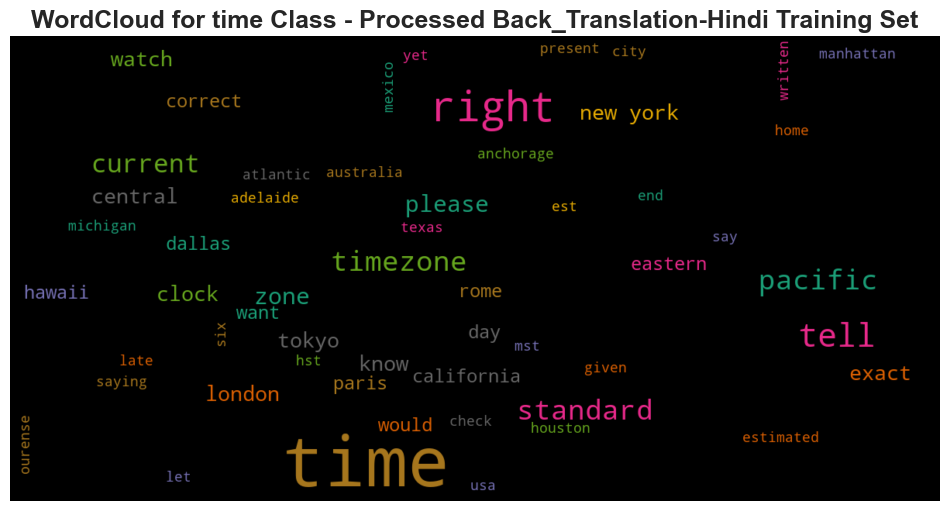 WordCloud for time Class - Processed Back_Translation-Hindi Training Set
watch
yet
present
city
written
manhattan
mexico
correct
right
new york
home
current
anchorage
atlantic
australia
central
adelaide
please
est
end
michigan
texas
dallas
say
timezone
eastern
pacific
hawaii
clock
zone
want
rome
six
tokyo
day
tell
mst
late
hst
know
given
exact
saying
paris
california
london
standard
would
check
houston
estimated
ourense
time
let
usa